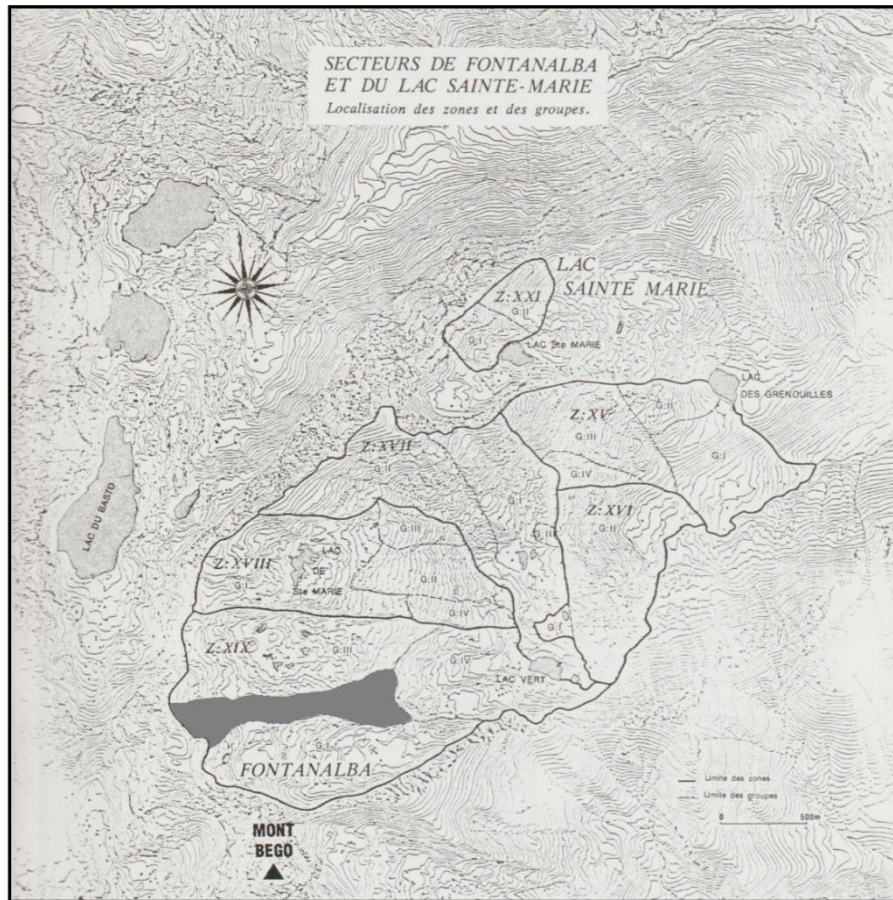 SECTEURS DE FONTANALBA
ET DU LAC SAINTE-MARIE
Localisation des zones et des groupes.
LAC
SAINTE MARIE
Z:XXI
G:II
G:I
LAC Ste MARIE
LAC
DES GRENOUILLES
Z:XV
G:II
G:III
G:I
G:IV
Z:XVII
G:II
G:I
G:III
Z:XVI
G:II
G:I
LAC DU BASTO
Z:XVIII
G:I
LAC
DE
Ste MARIE
G:III
G:II
G:IV
Z:XIX
G:III
G:IV
LAC VERT
G:I
FONTANALBA
MONT
BEGO
Limite des zones
Limite des groupes
0 500m